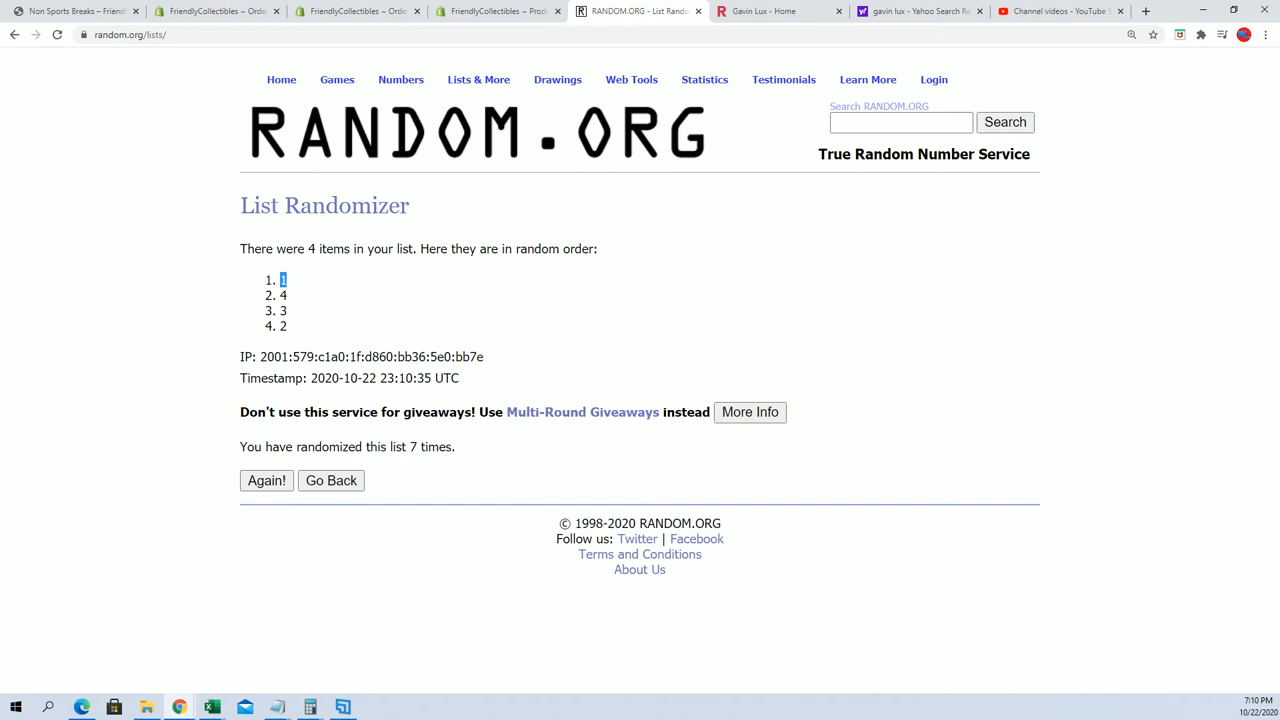 Non Sports Breaks – Friend
FriendlyCollectibles ~ Orde
FriendlyCollectibles ~ Orde
FriendlyCollectibles ~ Produ
RANDOM.ORG - List Random
Gavin Lux - Home
gavin lux - Yahoo Search Re
Channel videos - YouTube S
random.org/lists/
Home Games Numbers Lists & More Drawings Web Tools Statistics Testimonials Learn More Login
RANDOM.ORG
Search RANDOM.ORG
Search
True Random Number Service
List Randomizer
There were 4 items in your list. Here they are in random order:
1. 1
2. 4
3. 3
4. 2
IP: 2001:579:c1a0:1f:d860:bb36:5e0:bb7e
Timestamp: 2020-10-22 23:10:35 UTC
Don't use this service for giveaways! Use Multi-Round Giveaways instead More Info
You have randomized this list 7 times.
Again! Go Back
© 1998-2020 RANDOM.ORG
Follow us: Twitter | Facebook
Terms and Conditions
About Us
7:10 PM
10/22/2020